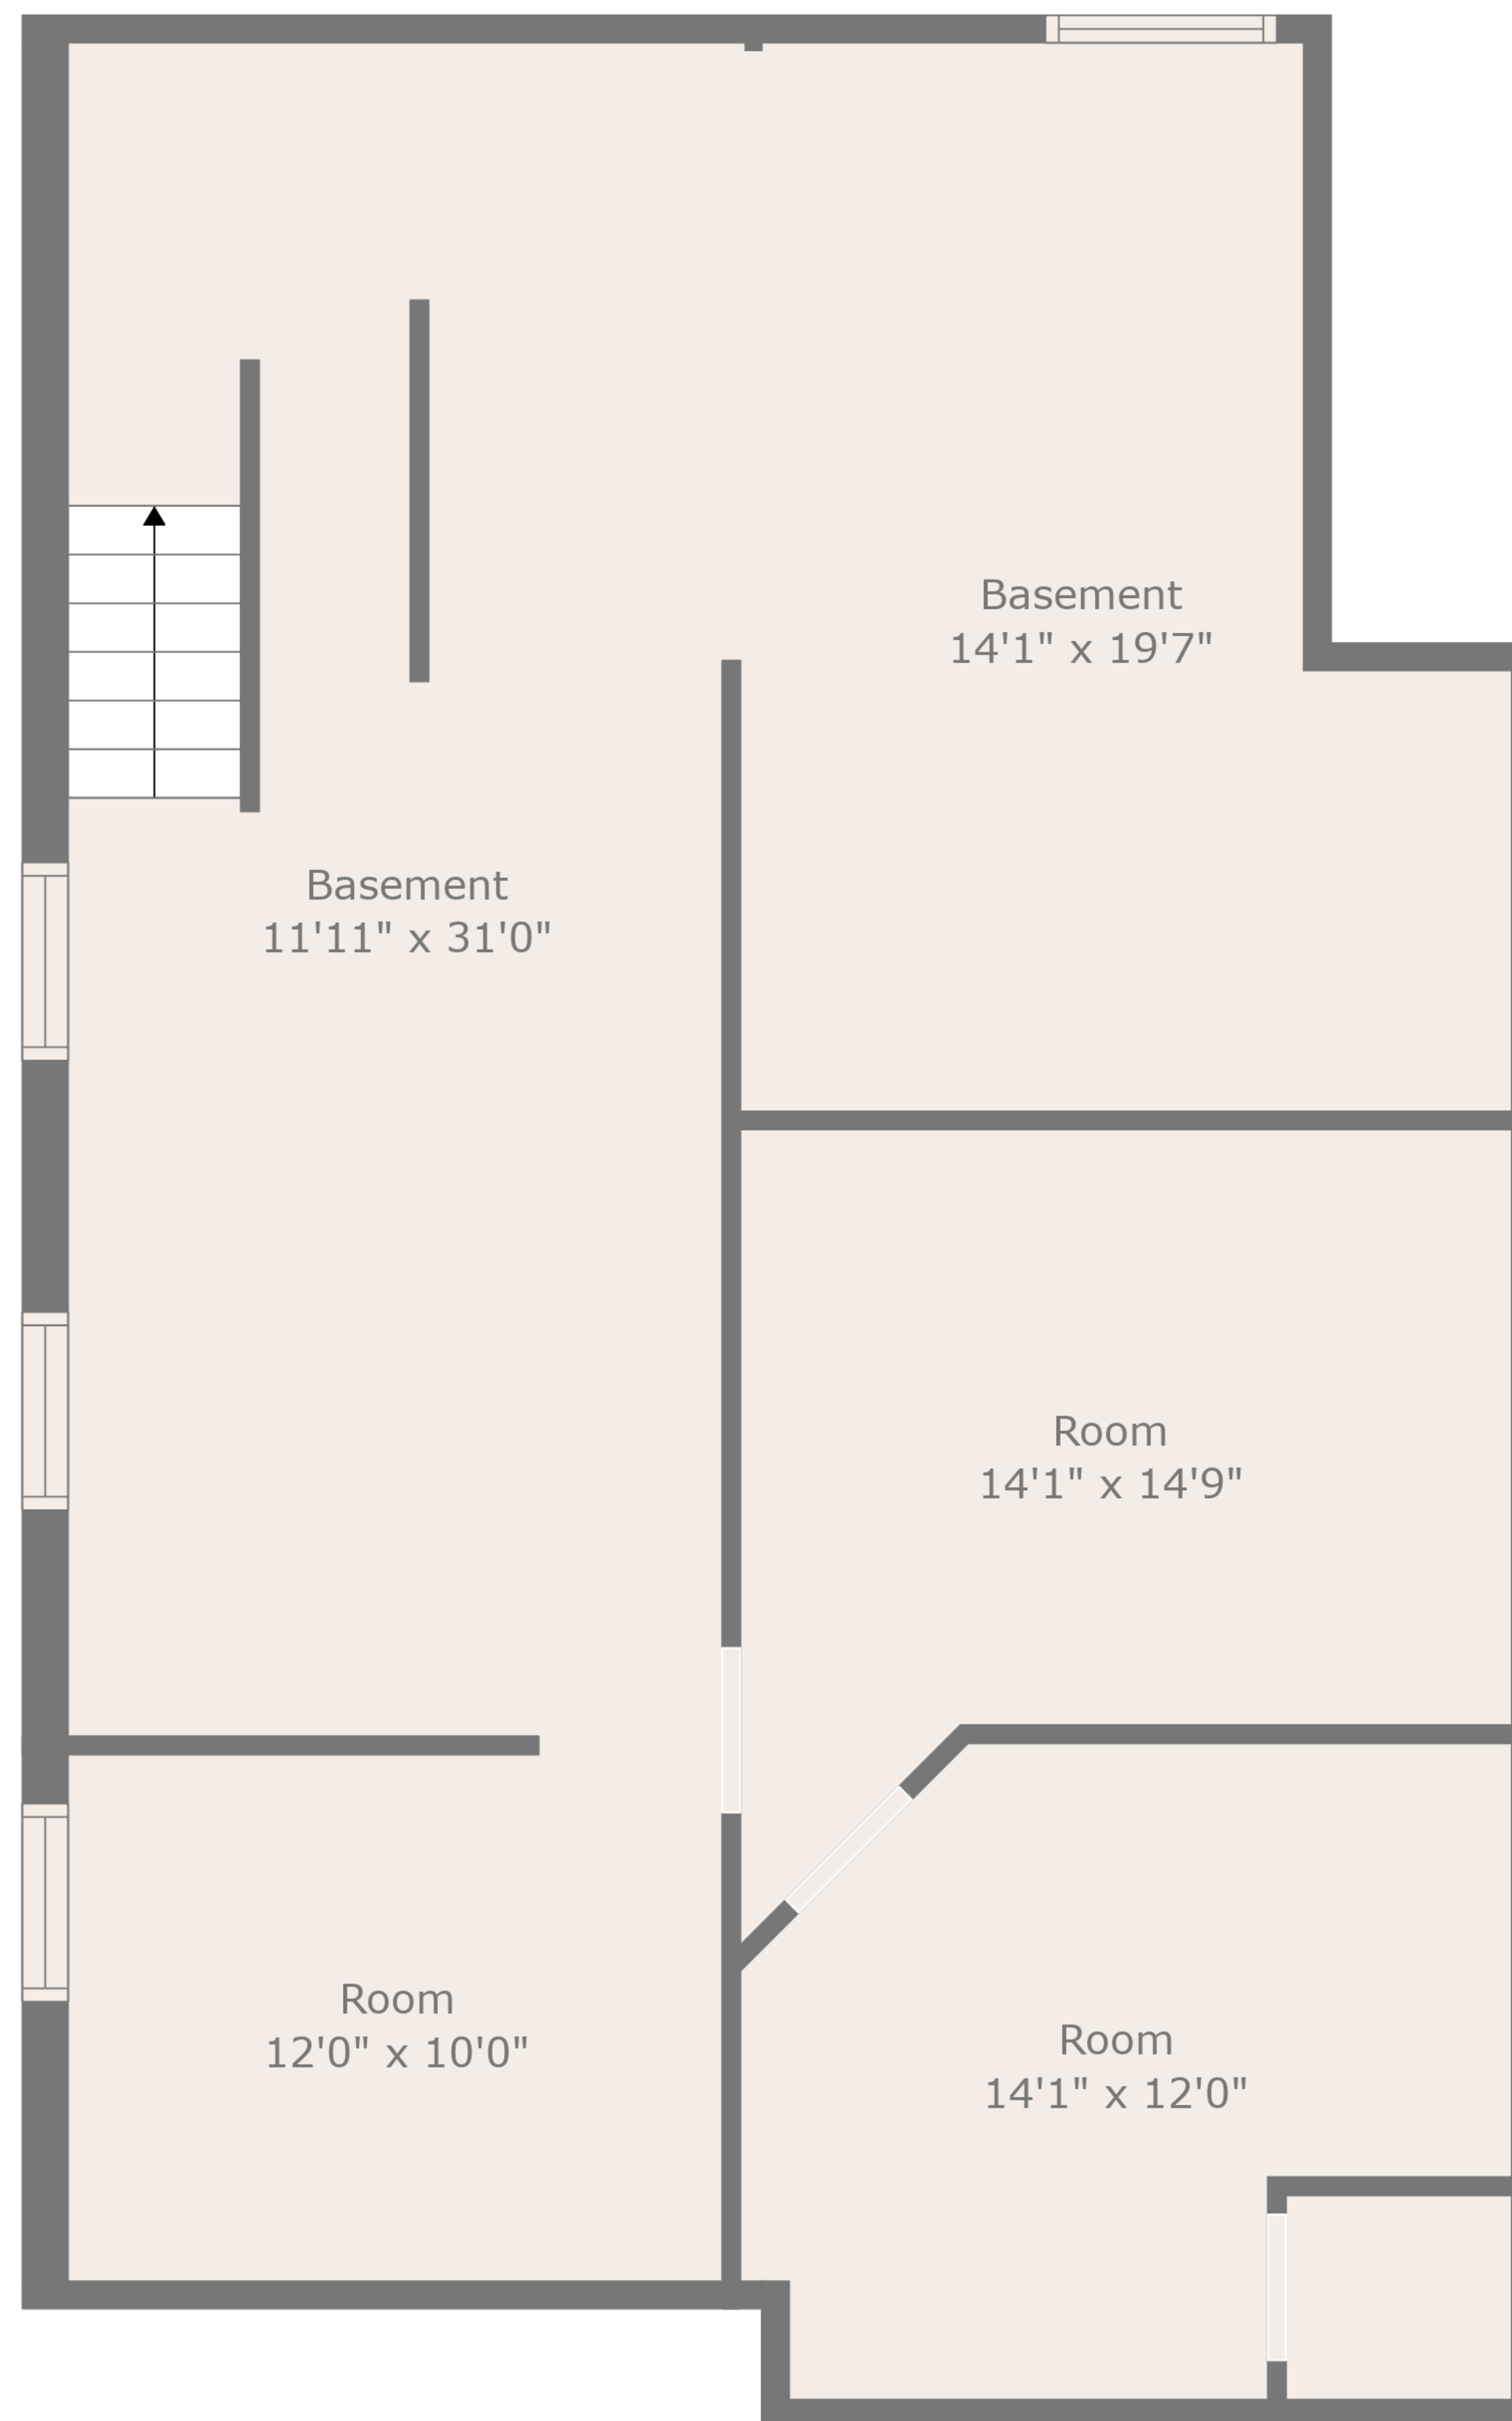 Basement
14'1" x 19'7"
Basement
11'11" x 31'0"
Room
14'1" x 14'9"
Room
12'0" x 10'0"
Room
14'1" x 12'0"